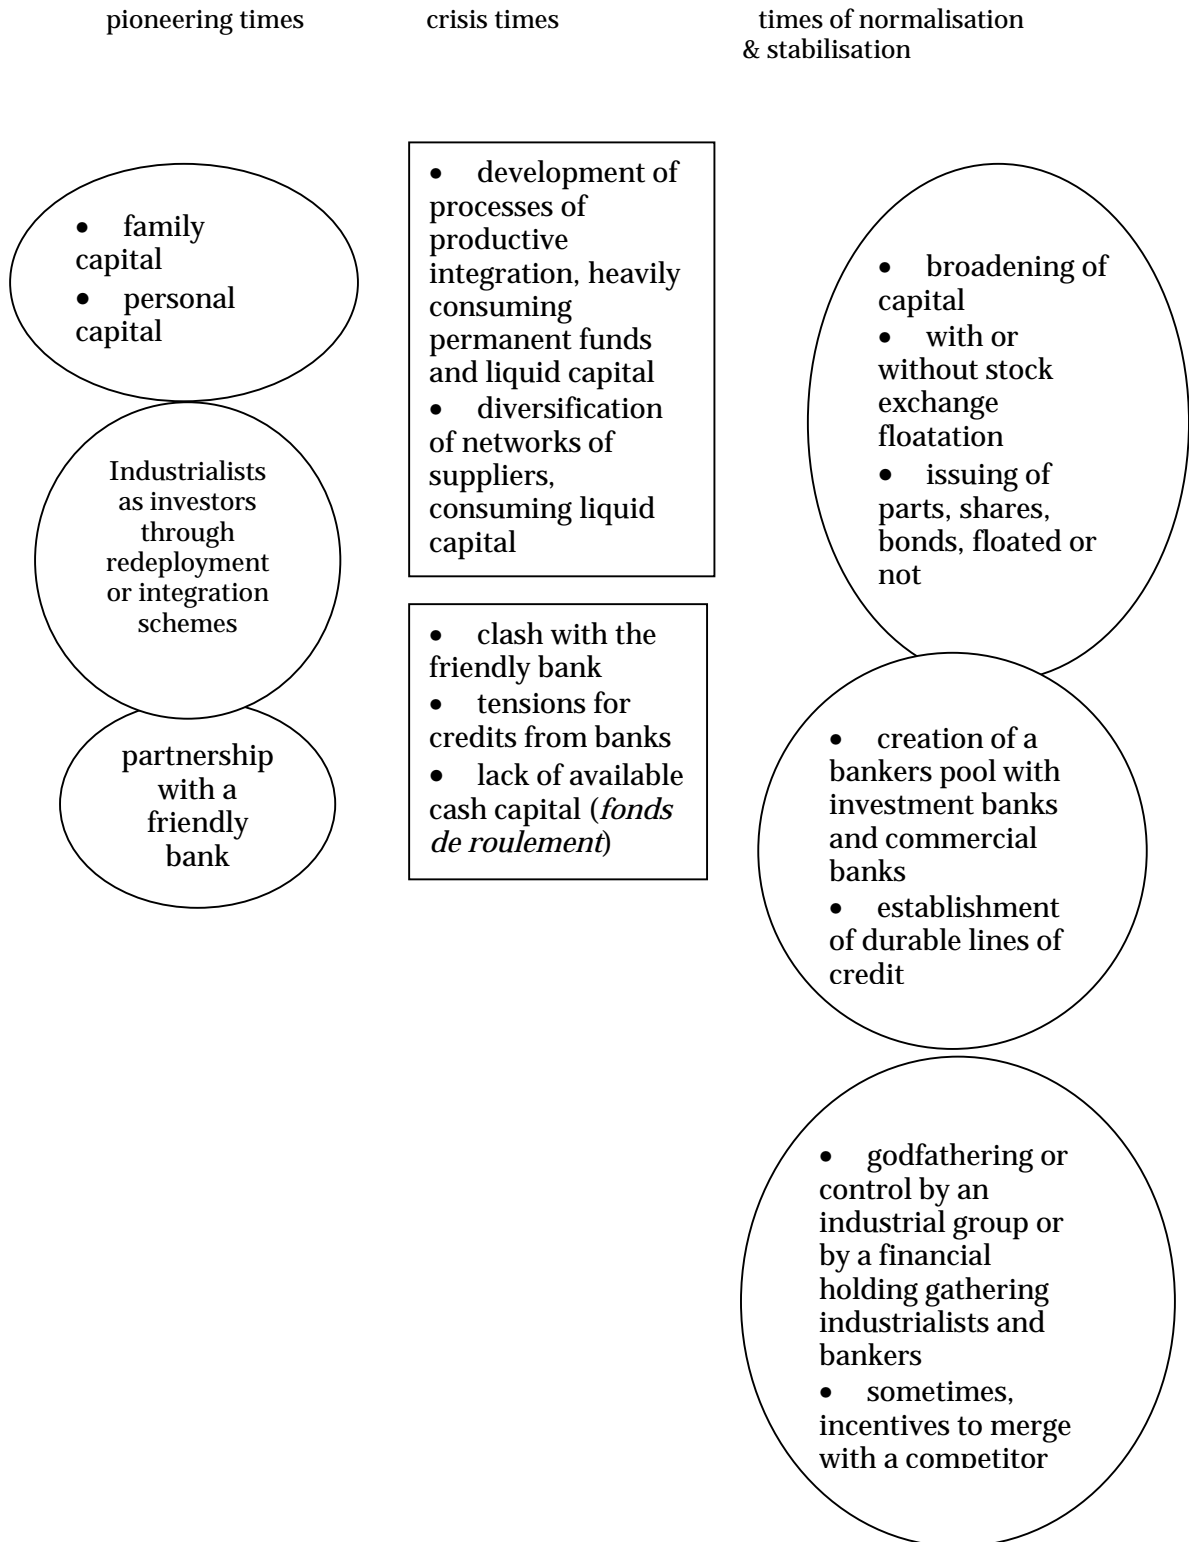 pioneering times
crisis times
times of normalisation
& stabilisation
• family
capital
• personal
capital
Industrialists
as investors
through
redeployment
or integration
schemes
partnership
with a
friendly
bank
• development of
processes of
productive
integration, heavily
consuming
permanent funds
and liquid capital
• diversification
of networks of
suppliers,
consuming liquid
capital
• clash with the
friendly bank
• tensions for
credits from banks
• lack of available
cash capital (fonds
de roulement)
• broadening of
capital
• with or
without stock
exchange
floatation
• issuing of
parts, shares,
bonds, floated or
not
• creation of a
bankers pool with
investment banks
and commercial
banks
• establishment
of durable lines of
credit
• godfathering or
control by an
industrial group or
by a financial
holding gathering
industrialists and
bankers
• sometimes,
incentives to merge
with a competitor